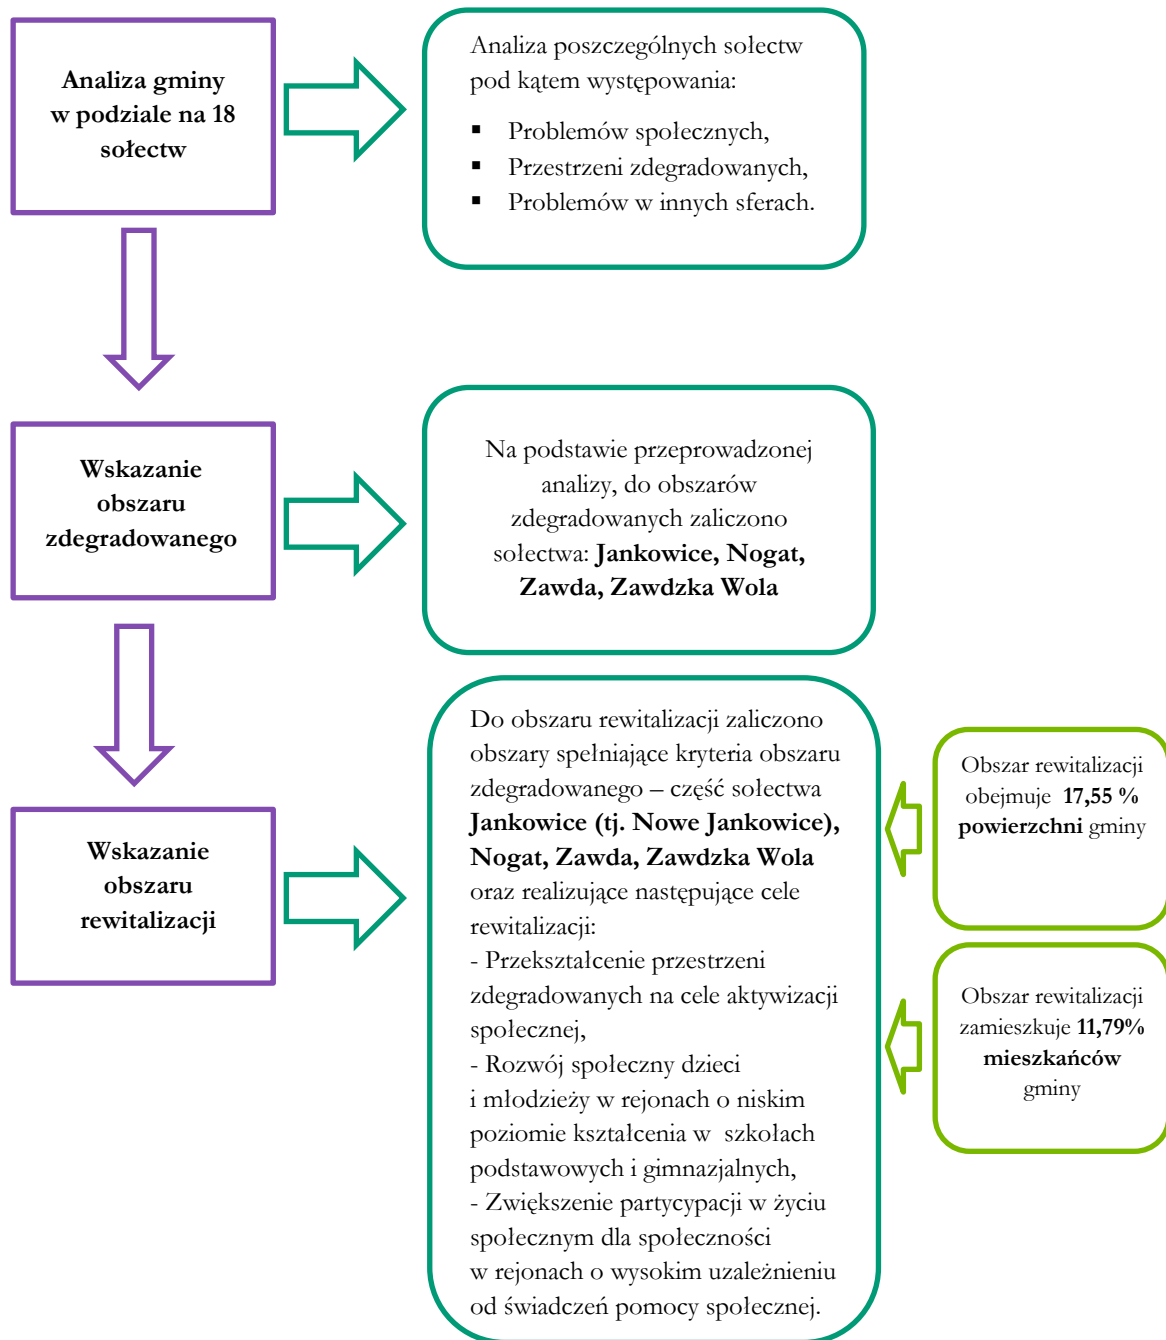 Analiza gminy
w podziale na 18
sołectw
Analiza poszczególnych sołectw
pod kątem występowania:
▪ Problemów społecznych,
▪ Przestrzeni zdegradowanych,
▪ Problemów w innych sferach.
Wskazanie
obszaru
zdegradowanego
Na podstawie przeprowadzonej
analizy, do obszarów
zdegradowanych zaliczono
sołectwa: Jankowice, Nogat,
Zawda, Zawdzka Wola
Wskazanie
obszaru
rewitalizacji
Do obszaru rewitalizacji zaliczono
obszary spełniające kryteria obszaru
zdegradowanego – część sołectwa
Jankowice (tj. Nowe Jankowice),
Nogat, Zawda, Zawdzka Wola
oraz realizujące następujące cele
rewitalizacji:
- Przekształcenie przestrzeni
zdegradowanych na cele aktywizacji
społecznej,
- Rozwój społeczny dzieci
i młodzieży w rejonach o niskim
poziomie kształcenia w szkołach
podstawowych i gimnazjalnych,
- Zwiększenie partycypacji w życiu
społecznym dla społeczności
w rejonach o wysokim uzależnieniu
od świadczeń pomocy społecznej.
Obszar rewitalizacji
obejmuje 17,55 %
powierzchni gminy
Obszar rewitalizacji
zamieszkuje 11,79%
mieszkańców
gminy